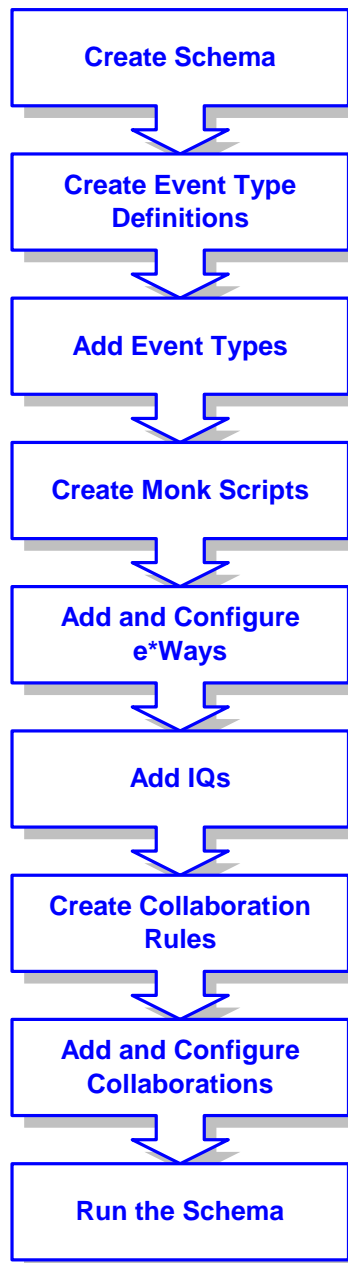 Create Schema
Create Event Type
Definitions
Add Event Types
Create Monk Scripts
Add and Configure
e*Ways
Add IQs
Create Collaboration
Rules
Add and Configure
Collaborations
Run the Schema